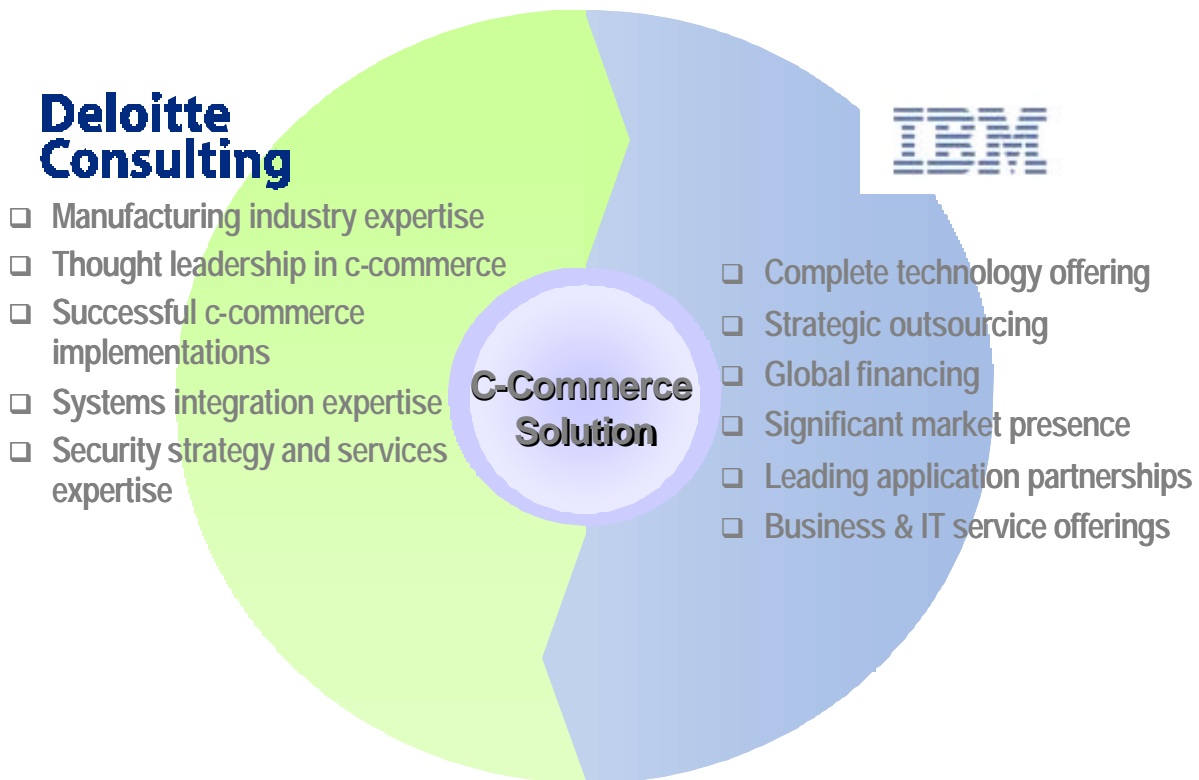 Deloitte
Consulting
Manufacturing industry expertise
Thought leadership in c-commerce
Successful c-commerce
implementations
Systems integration expertise
Security strategy and services
expertise
C-Commerce
Solution
IBM
Complete technology offering
Strategic outsourcing
Global financing
Significant market presence
Leading application partnerships
Business & IT service offerings